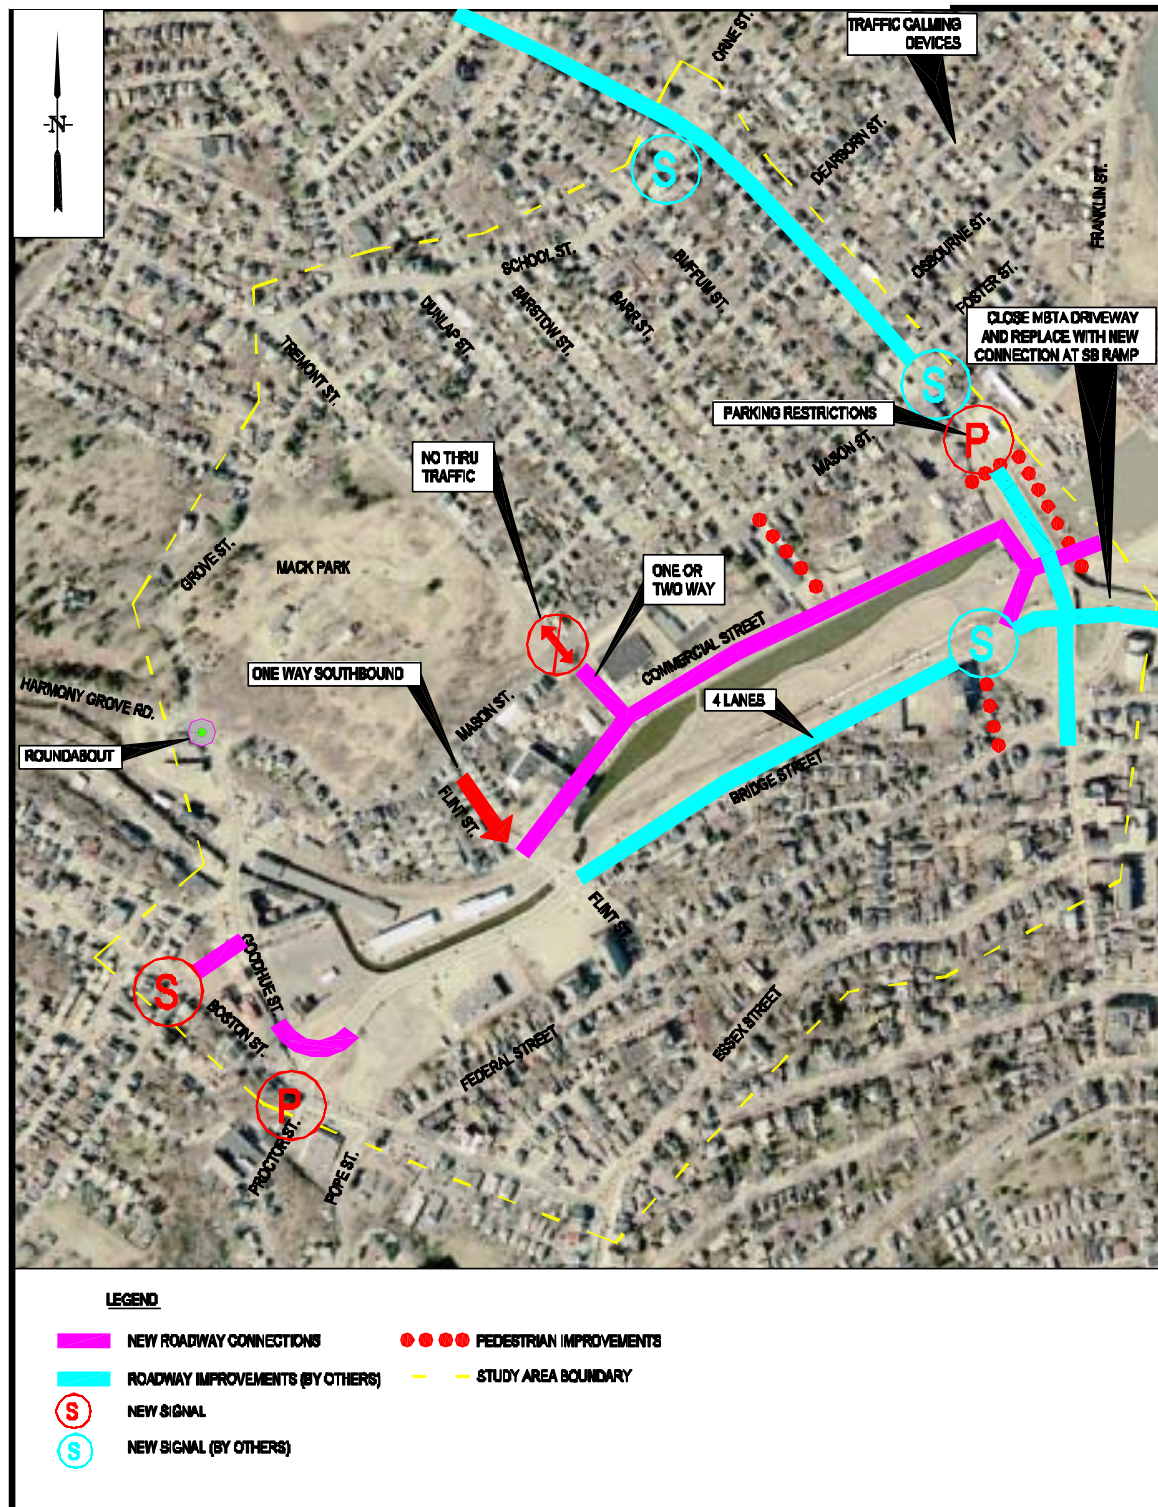 TRAFFIC CALMING
DEVICES
ORNE ST.
N
S
DEARBORN ST.
FRANKLIN ST.
SCHOOL ST.
BUFFUM ST.
OSBOURNE ST.
FOSTER ST.
DUNLAP ST.
BARSTOW ST.
BARR ST.
CLOSE MBTA DRIVEWAY
AND REPLACE WITH NEW
CONNECTION AT SB RAMP
TREMONT ST.
S
PARKING RESTRICTIONS
P
MASON ST.
NO THRU
TRAFFIC
GROVE ST.
MACK PARK
ONE OR
TWO WAY
COMMERCIAL STREET
S
ONE WAY SOUTHBOUND
HARMONY GROVE RD.
MASON ST.
4 LANES
ROUNDABOUT
BRIDGE STREET
FLINT ST.
FLINT ST.
GOODHUE ST.
S
BOSTON ST.
ESSEX STREET
FEDERAL STREET
P
PROCTOR ST.
POPE ST.
LEGEND
NEW ROADWAY CONNECTIONS
PEDESTRIAN IMPROVEMENTS
ROADWAY IMPROVEMENTS (BY OTHERS)
STUDY AREA BOUNDARY
S NEW SIGNAL
S NEW SIGNAL (BY OTHERS)